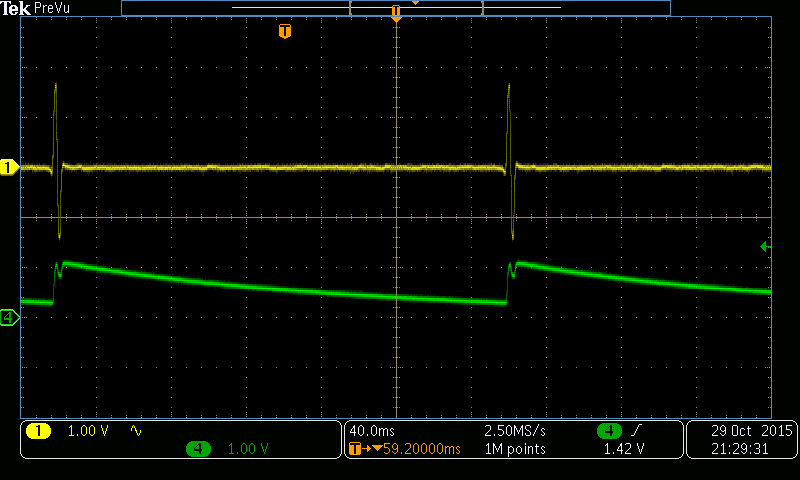 Tek PreVu
T
T
1
4
1 1.00 V
4 1.00 V
40.0ms 2.50MS/s 4
T→▼59.20000ms 1M points 1.42 V
29 Oct 2015
21:29:31